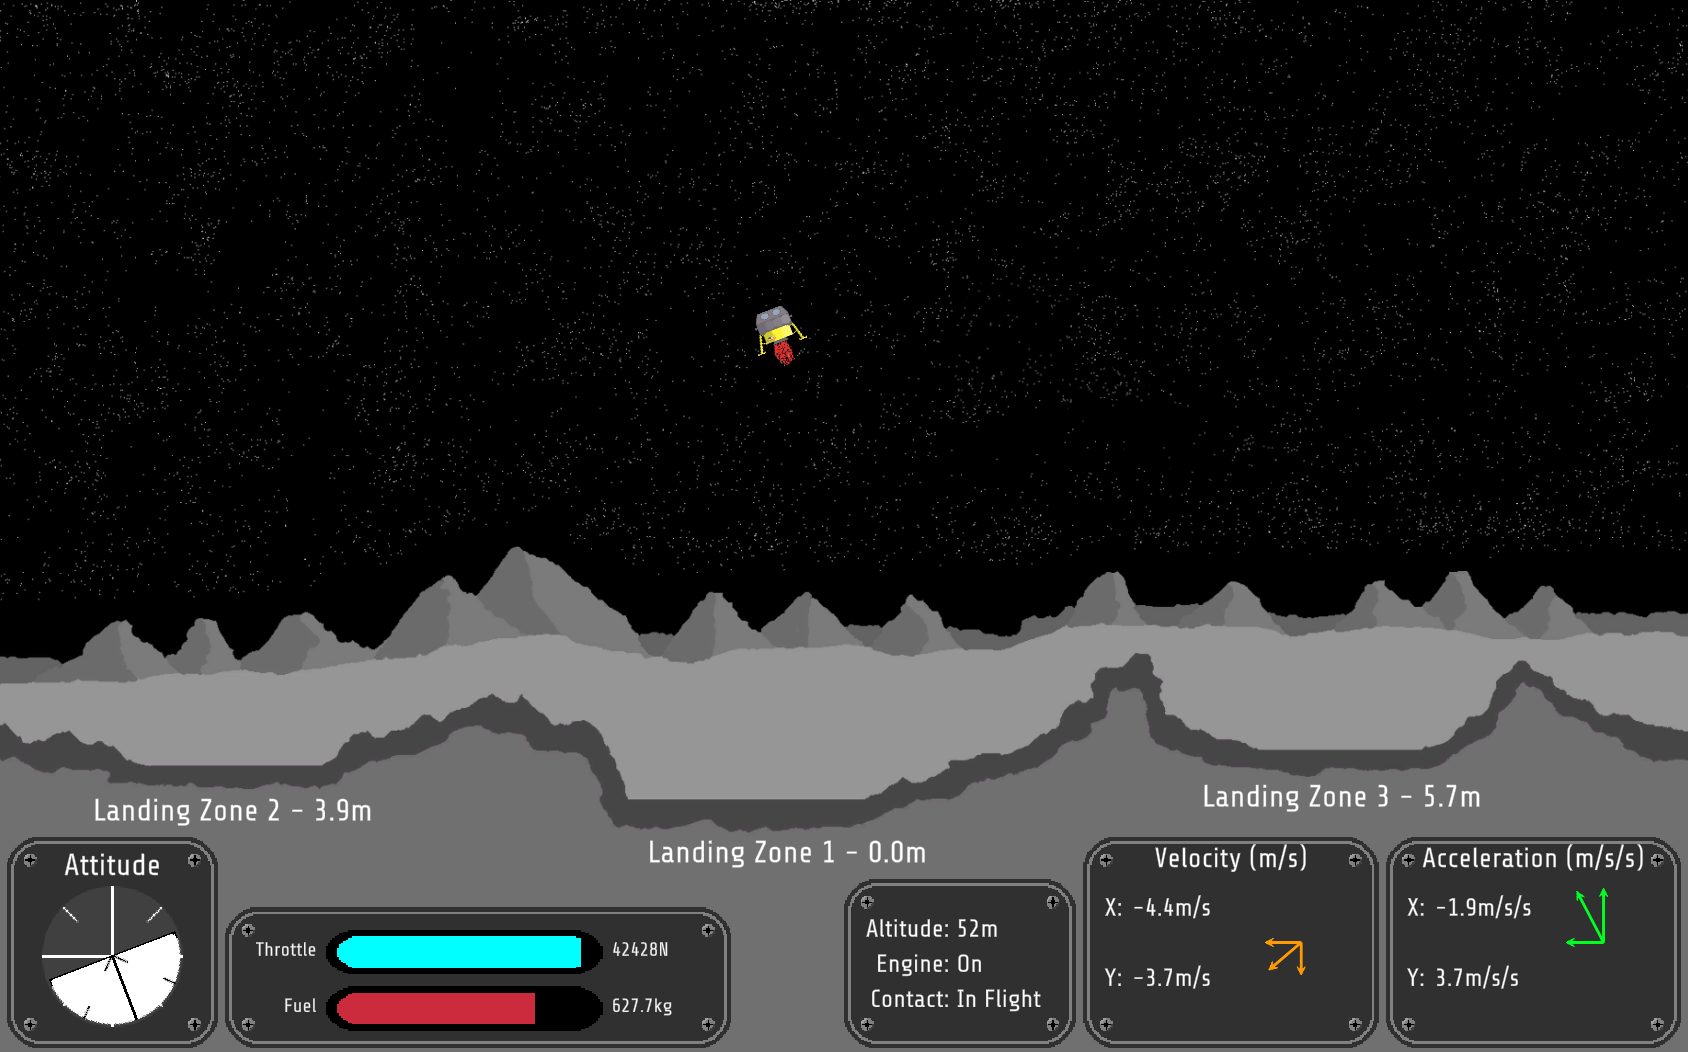 Landing Zone 2 - 3.9m
Landing Zone 1 - 0.0m
Landing Zone 3 - 5.7m
Attitude
Throttle 42428N
Fuel 627.7kg
Altitude: 52m
Engine: On
Contact: In Flight
Velocity (m/s)
X: -4.4m/s
Y: -3.7m/s
Acceleration (m/s/s)
X: -1.9m/s/s
Y: 3.7m/s/s